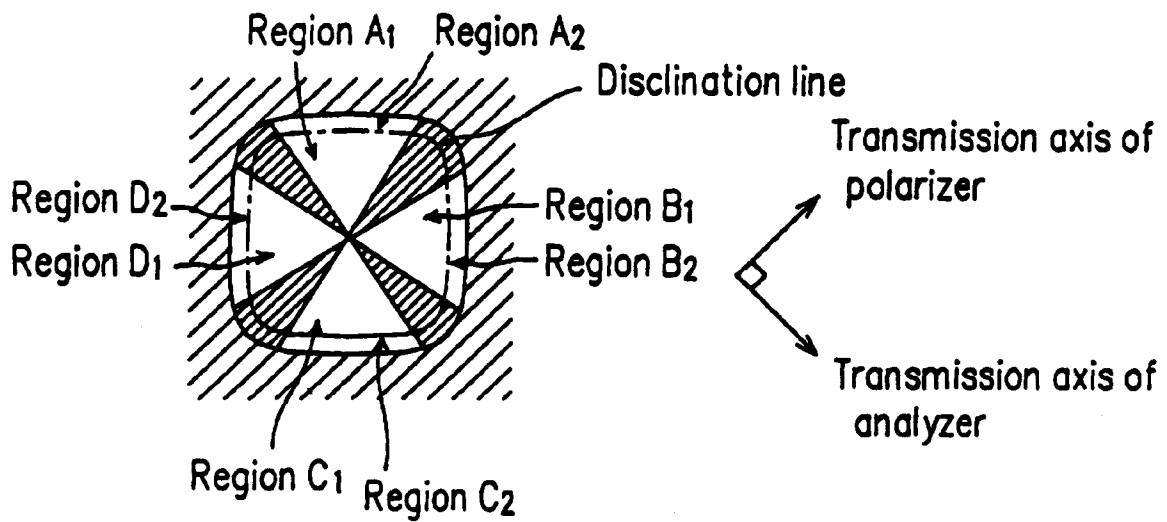 Region A1
Region A2
Disclination line
Transmission axis of
polarizer
Region D2
Region B1
Region D1
Region B2
Transmission axis of
analyzer
Region C1
Region C2